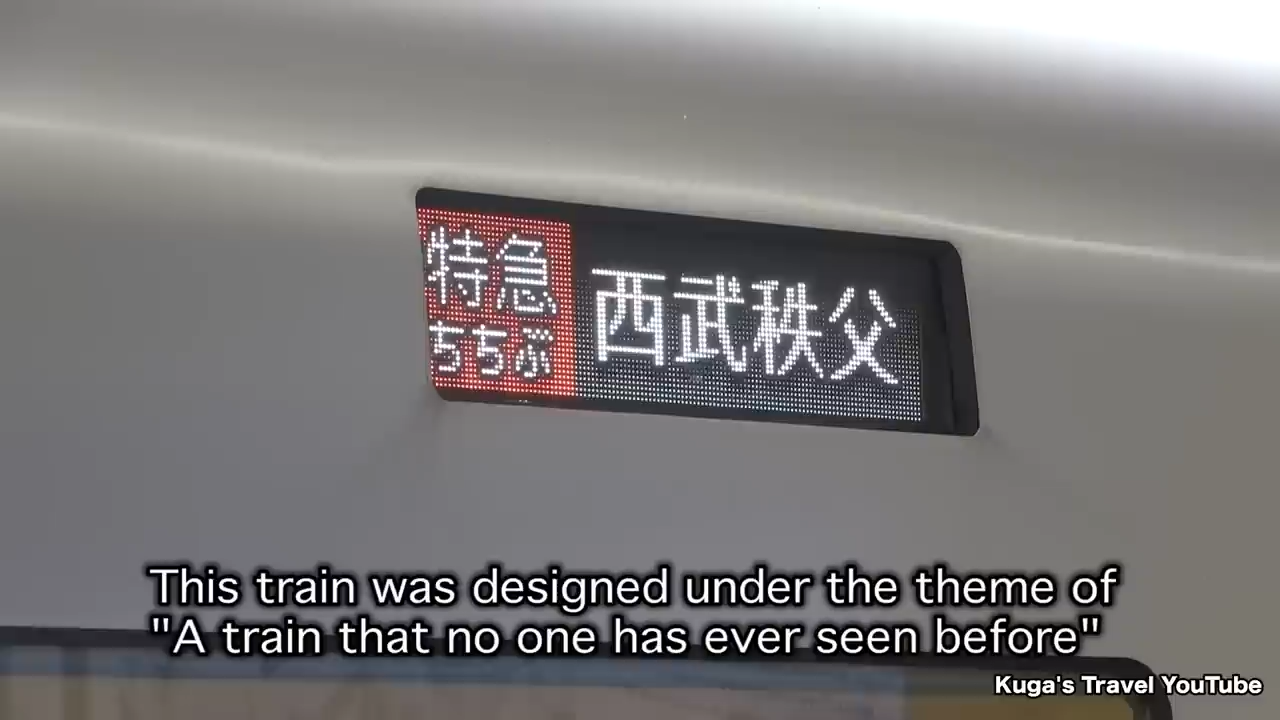 特急
ちちぶ
西武秩父
This train was designed under the theme of
"A train that no one has ever seen before"
Kuga's Travel YouTube